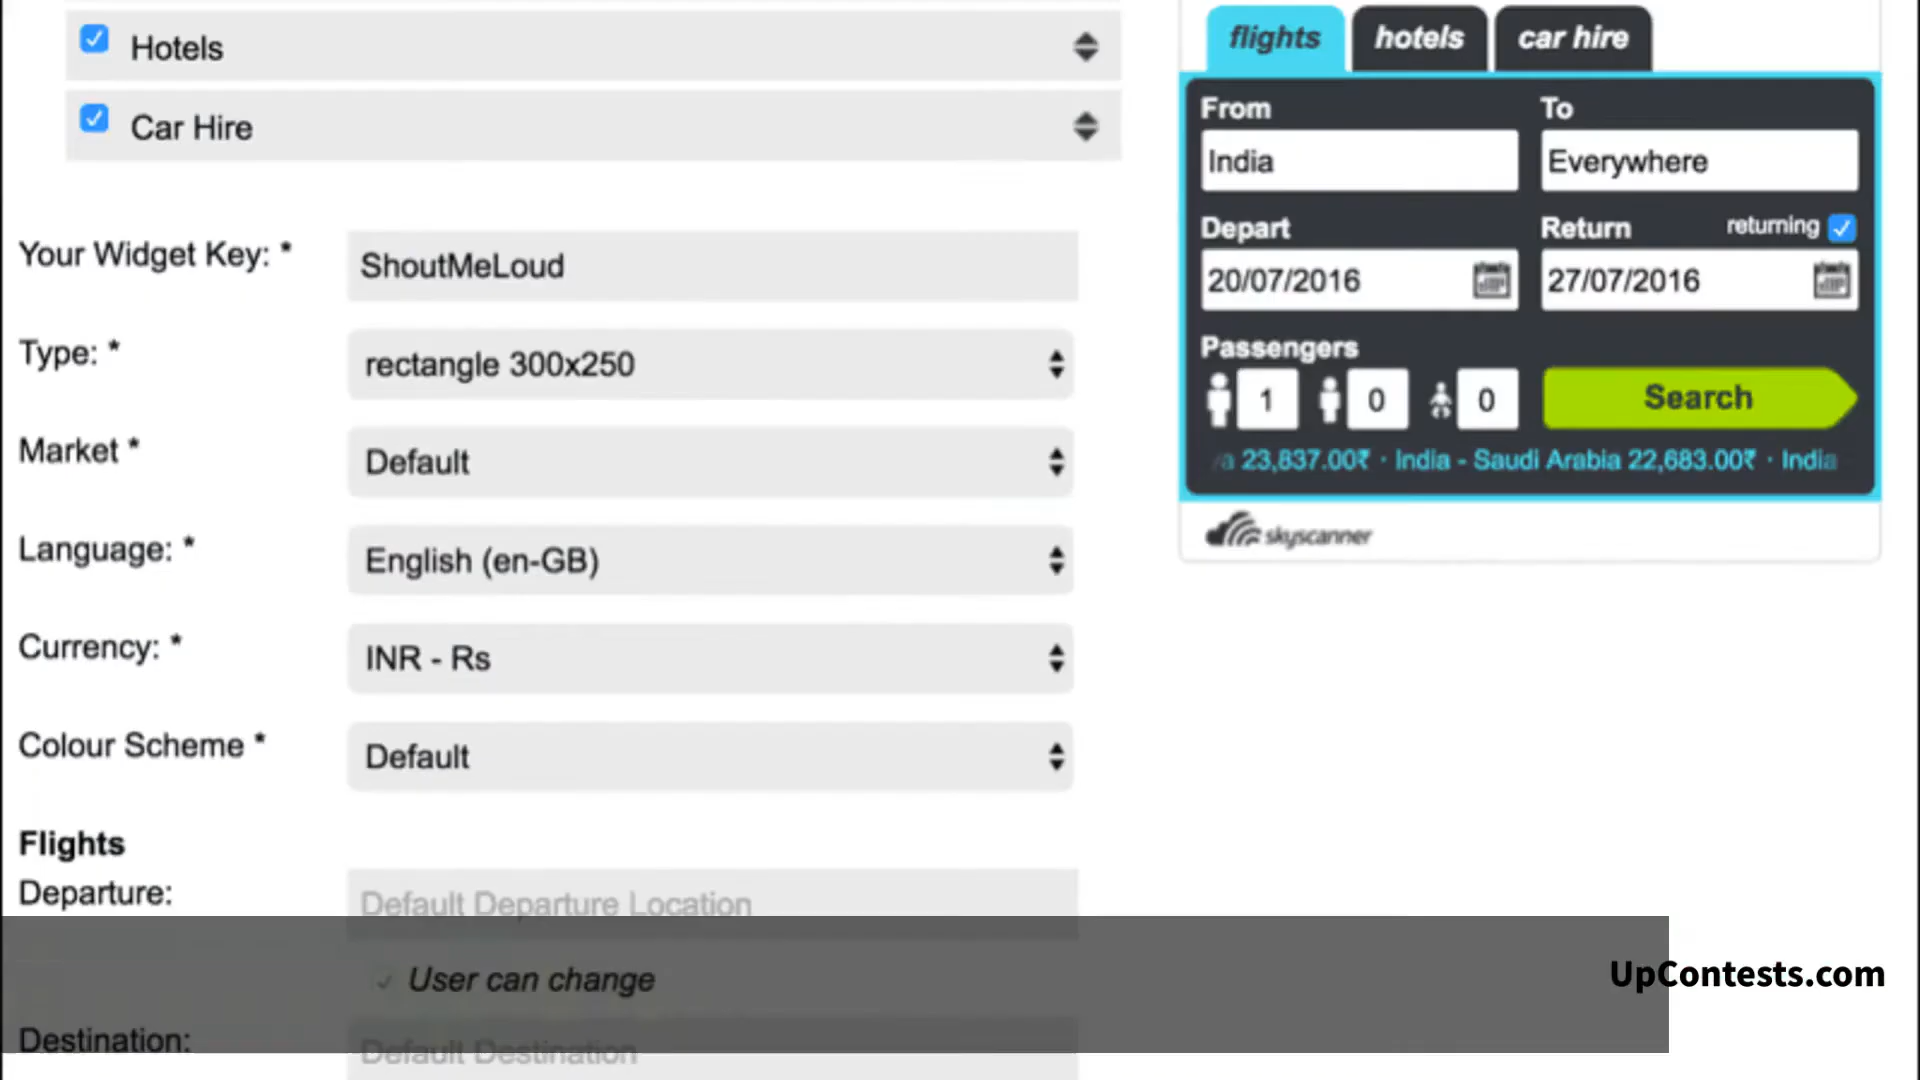 Hotels
Car Hire
Your Widget Key: *
ShoutMeLoud
Type: *
rectangle 300x250
Market *
Default
Language: *
English (en-GB)
Currency: *
INR - Rs
Colour Scheme *
Default
Flights
Departure:
Default Departure Location
User can change
Destination:
Default Destination
flights hotels car hire
From To
India Everywhere
Depart Return returning
20/07/2016 27/07/2016
Passengers
1 0 0 Search
a 23,837.00₹ · India - Saudi Arabia 22,683.00₹ · India
skyscanner
UpContests.com